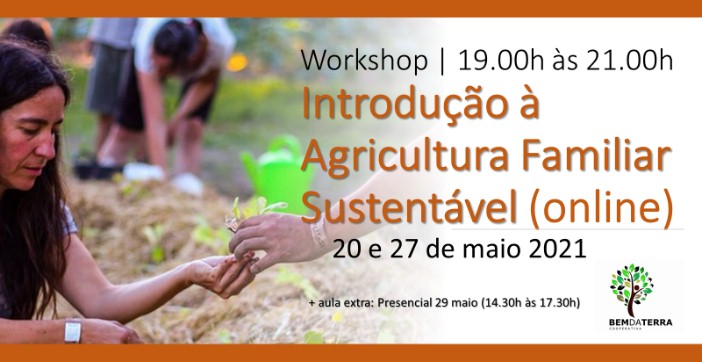 Workshop | 19.00h às 21.00h
Introdução à
Agricultura Familiar
Sustentável (online)
20 e 27 de maio 2021
+ aula extra: Presencial 29 maio (14.30h às 17.30h)
BEMDATERRA
COOPERATIVA